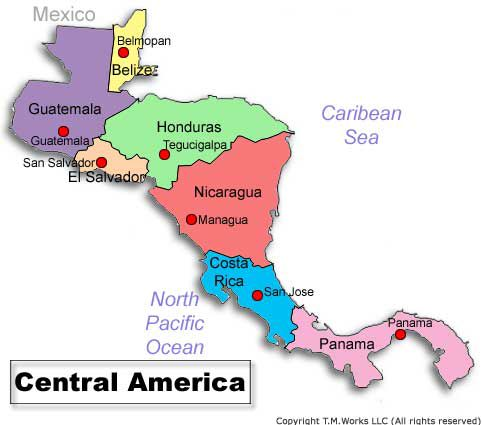 Mexico
Belmopan
Belize
Guatemala
Guatemala
Honduras
Tegucigalpa
San Salvador
El Salvador
Caribean
Sea
Nicaragua
Managua
Costa
Rica
San Jose
North
Pacific
Ocean
Panama
Panama
Central America
Copyright T.M.Works LLC (All rights reserved)